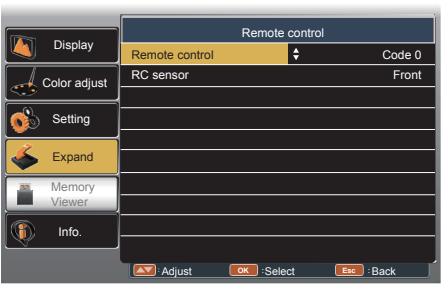 Remote control
Display
Remote control Code 0
Color adjust
RC sensor Front
Setting
Expand
Memory
Viewer
Info.
:Adjust OK :Select Esc :Back